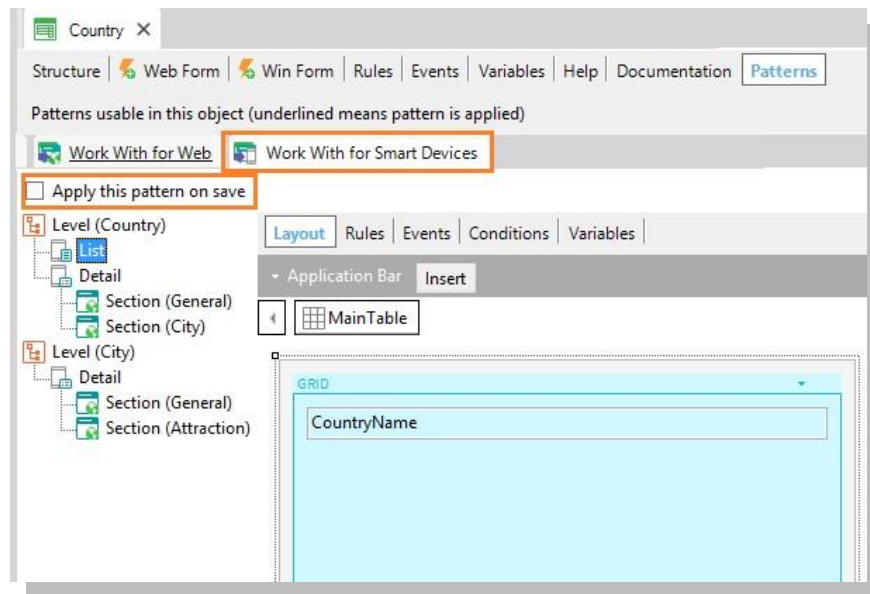 Country
Structure Web Form Win Form Rules Events Variables Help Documentation Patterns
Patterns usable in this object (underlined means pattern is applied)
Work With for Web Work With for Smart Devices
Apply this pattern on save
Level (Country)
List
Detail
Section (General)
Section (City)
Level (City)
Detail
Section (General)
Section (Attraction)
Layout Rules Events Conditions Variables
Application Bar Insert
MainTable
GRID
CountryName